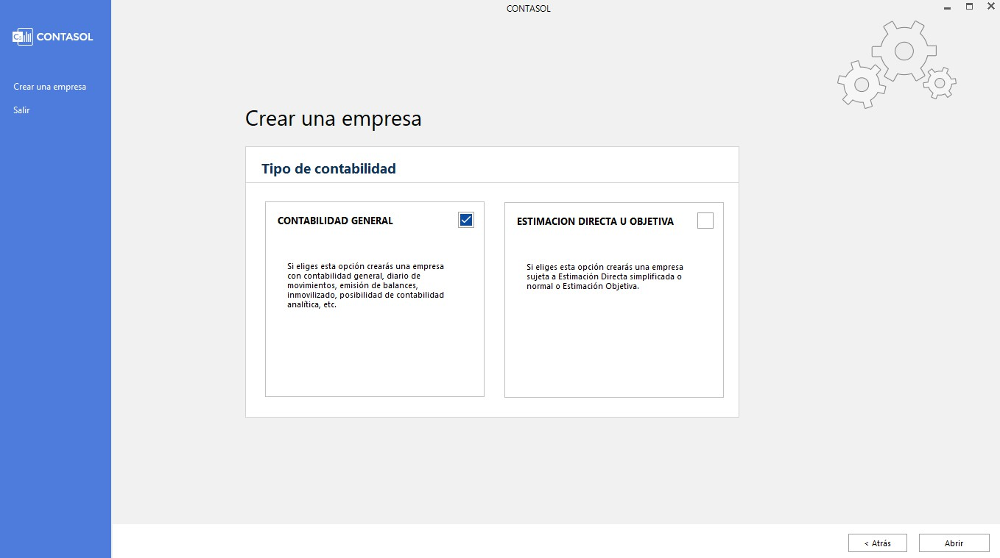 CONTASOL
Cs CONTASOL
Crear una empresa
Salir
Crear una empresa
Tipo de contabilidad
CONTABILIDAD GENERAL
Si eliges esta opción crearás una empresa
con contabilidad general, diario de
movimientos, emisión de balances,
inmovilizado, posibilidad de contabilidad
analítica, etc.
ESTIMACION DIRECTA U OBJETIVA
Si eliges esta opción crearás una empresa
sujeta a Estimación Directa simplificada o
normal o Estimación Objetiva.
< Atrás
Abrir